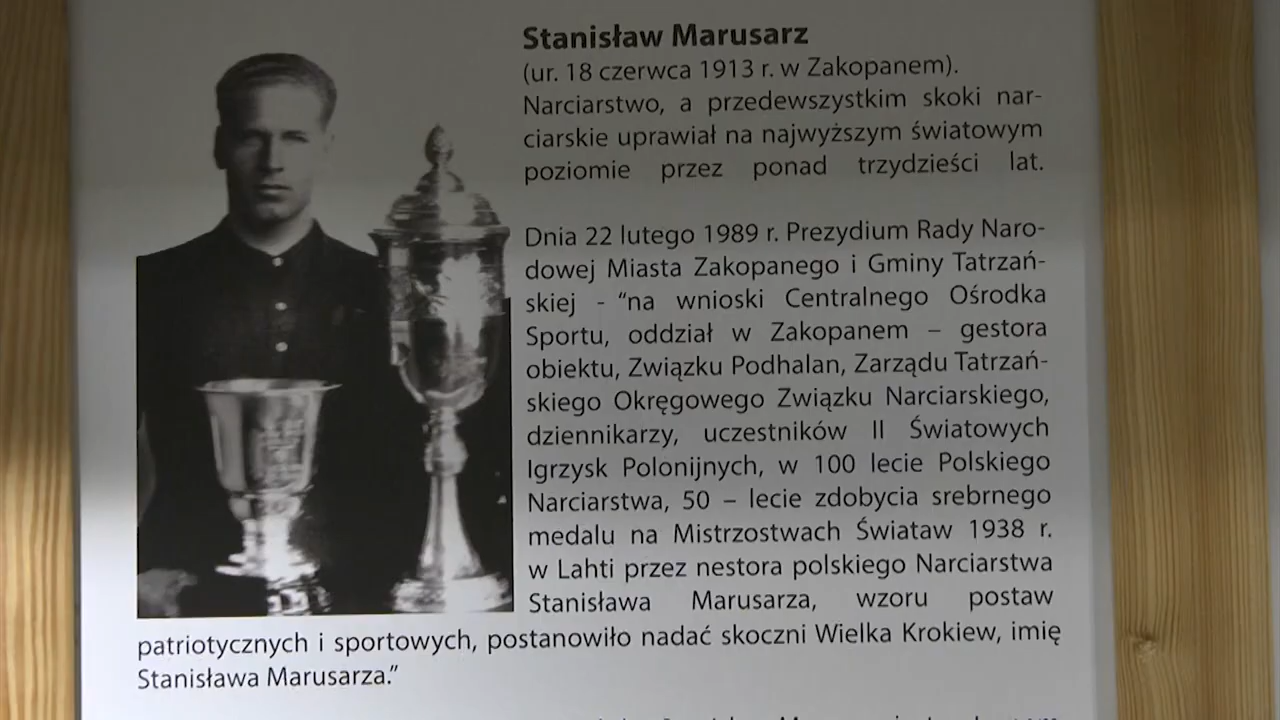 Stanisław Marusarz
(ur. 18 czerwca 1913 r. w Zakopanem).
Narciarstwo, a przedewszystkim skoki nar-
ciarskie uprawiał na najwyższym światowym
poziomie przez ponad trzydzieści lat.
Dnia 22 lutego 1989 r. Prezydium Rady Naro-
dowej Miasta Zakopanego i Gminy Tatrzań-
skiej - “na wnioski Centralnego Ośrodka
Sportu, oddział w Zakopanem – gestora
obiektu, Związku Podhalan, Zarządu Tatrzań-
skiego Okręgowego Związku Narciarskiego,
dziennikarzy, uczestników II Światowych
Igrzysk Polonijnych, w 100 lecie Polskiego
Narciarstwa, 50 – lecie zdobycia srebrnego
medalu na Mistrzostwach Świataw 1938 r.
w Lahti przez nestora polskiego Narciarstwa
Stanisława Marusarza, wzoru postaw
patriotycznych i sportowych, postanowiło nadać skoczni Wielka Krokiew, imię
Stanisława Marusarza.”